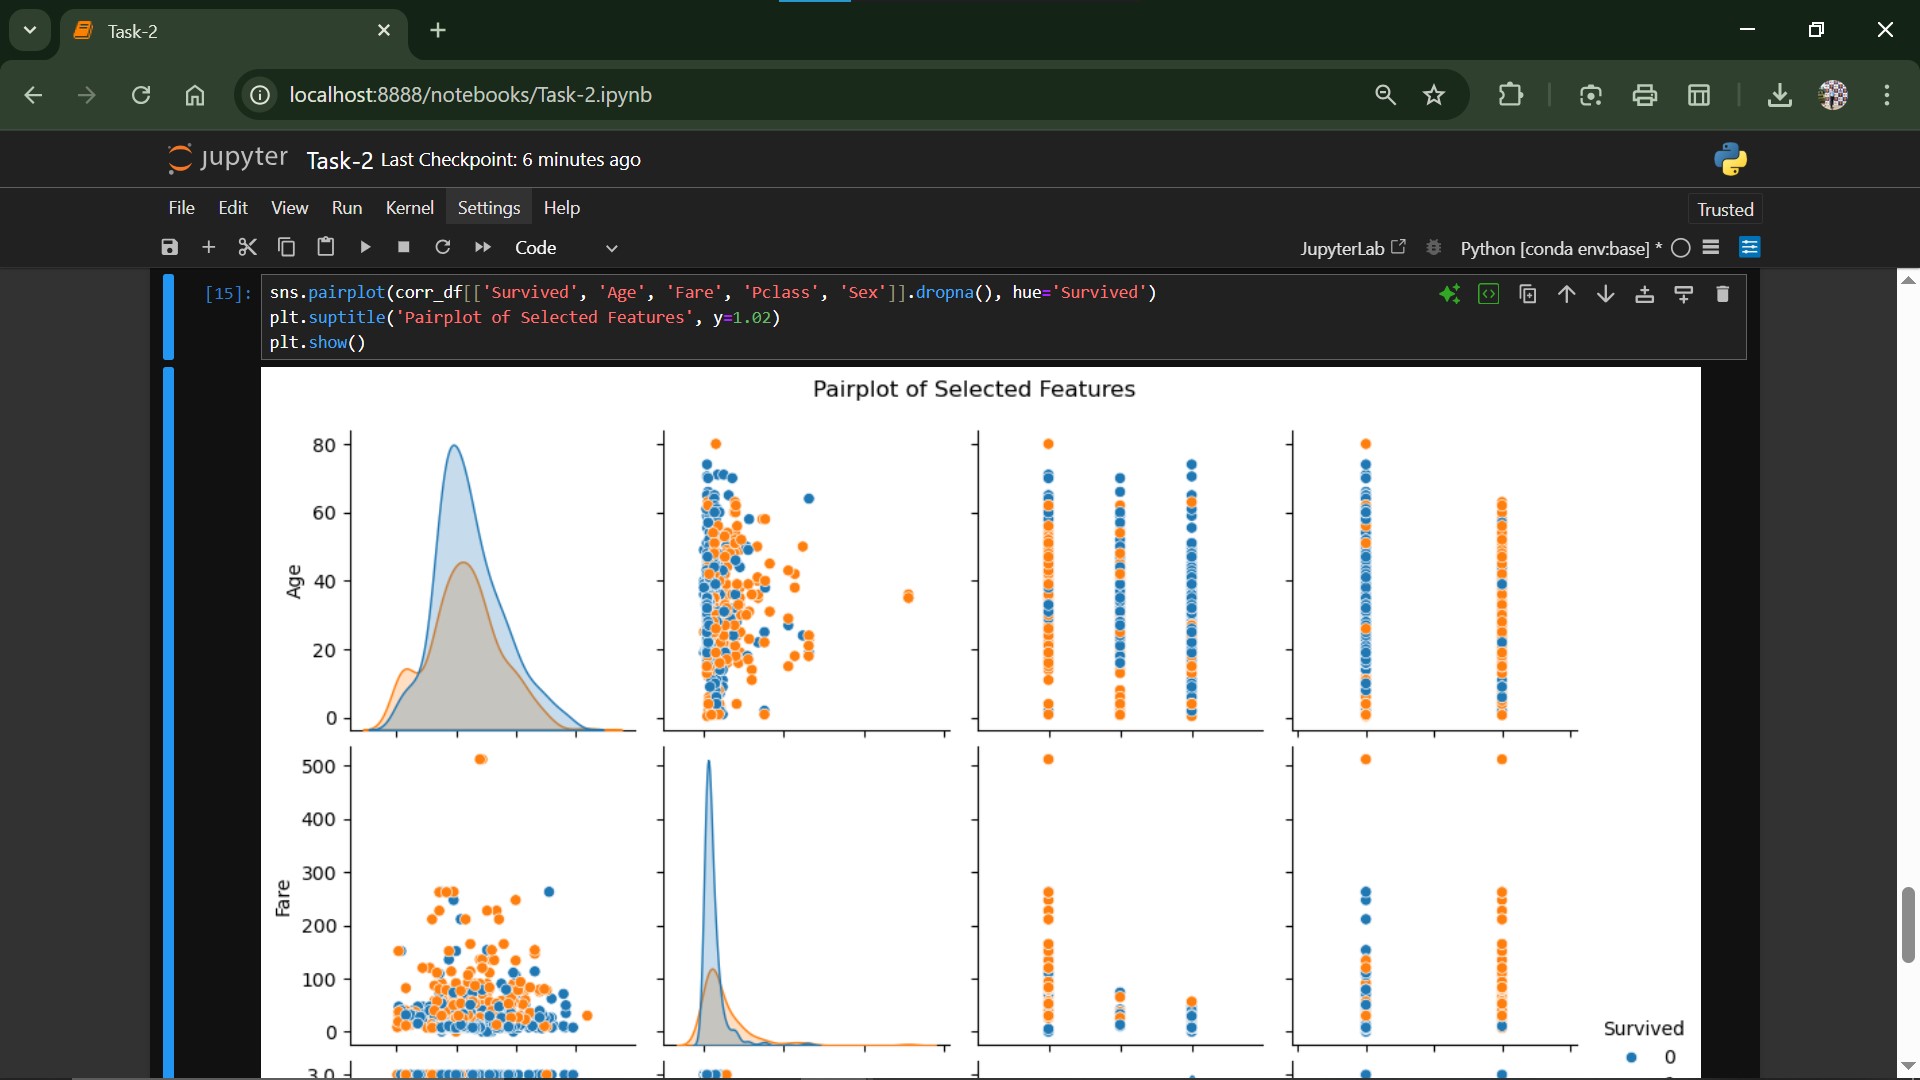 Task-2
localhost:8888/notebooks/Task-2.ipynb
jupyter Task-2 Last Checkpoint: 6 minutes ago
File Edit View Run Kernel Settings Help
Trusted
Code
JupyterLab
Python [conda env:base] *
[15]:
sns.pairplot(corr_df[['Survived', 'Age', 'Fare', 'Pclass', 'Sex']].dropna(), hue='Survived')
plt.suptitle('Pairplot of Selected Features', y=1.02)
plt.show()
Pairplot of Selected Features
80
60
40
20
0
Age
500
400
300
200
100
0
Fare
3.0
Survived
0